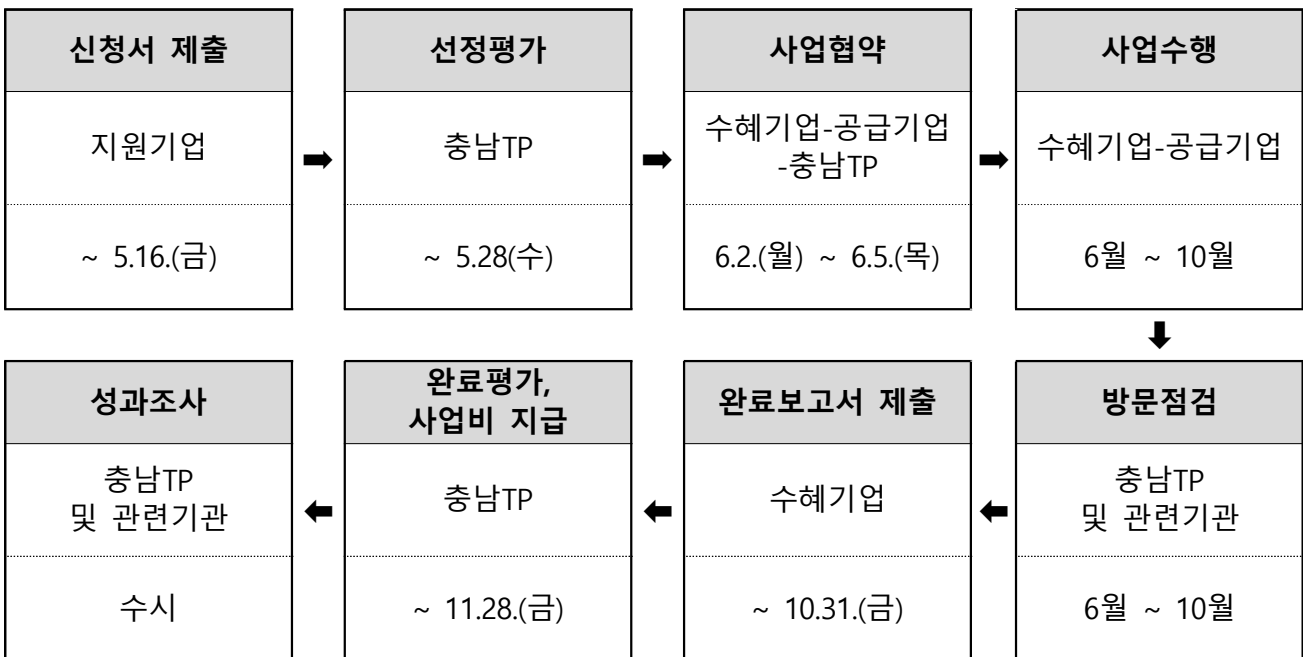 신청서 제출
지원기업
~ 5.16.(금)
➡
선정평가
충남TP
~ 5.28(수)
➡
사업협약
수혜기업-공급기업
-충남TP
6.2.(월) ~ 6.5.(목)
➡
사업수행
수혜기업-공급기업
6월 ~ 10월
⬇
방문점검
충남TP
및 관련기관
6월 ~ 10월
⬅
완료보고서 제출
수혜기업
~ 10.31.(금)
⬅
완료평가,
사업비 지급
충남TP
~ 11.28.(금)
⬅
성과조사
충남TP
및 관련기관
수시